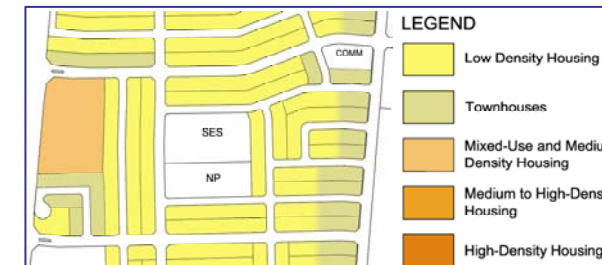 LEGEND
COMM
Low Density Housing
Townhouses
SES
Mixed-Use and Mediu
Density Housing
NP
Medium to High-Dens
Housing
High-Density Housing